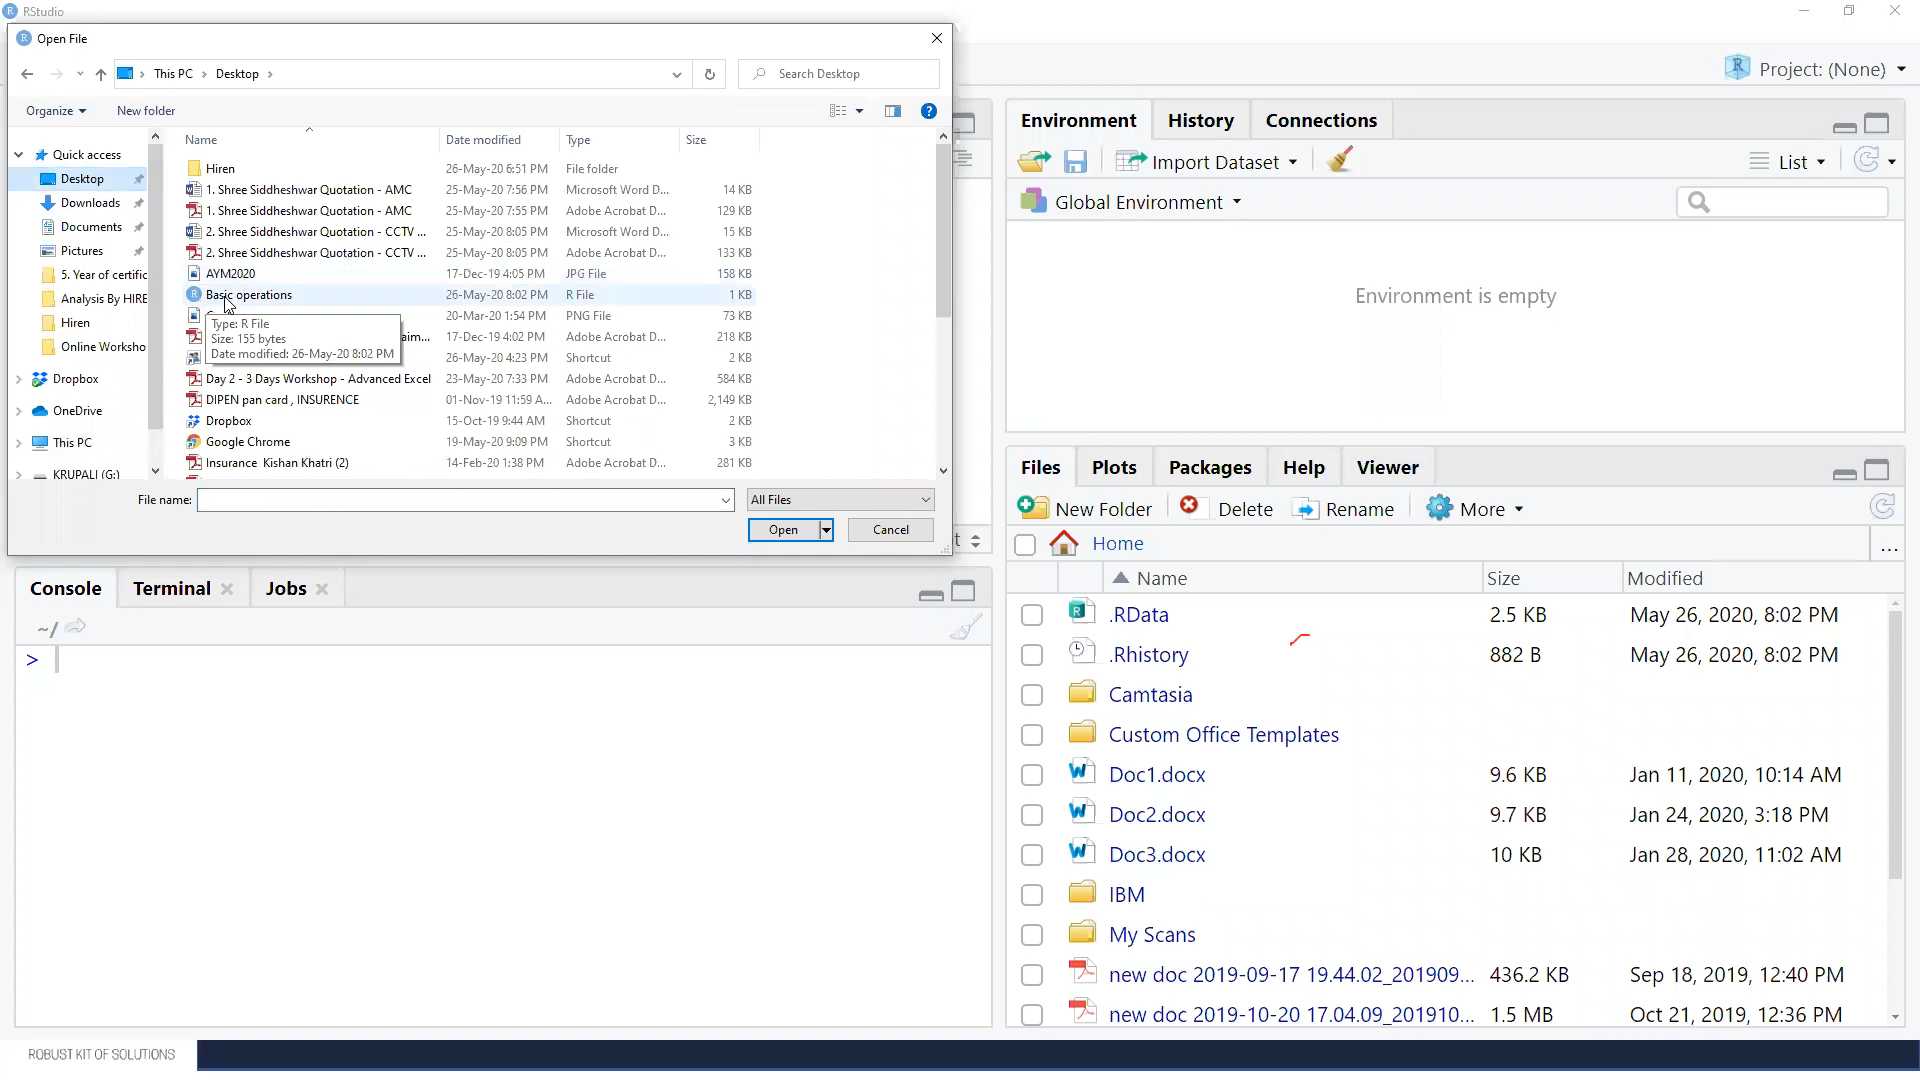 RStudio
Open File
This PC > Desktop >
Search Desktop
Organize
New folder
Name Date modified Type Size
Quick access
Desktop
Downloads
Documents
Pictures
5. Year of certific
Analysis By HIRE
Hiren
Online Worksho
Dropbox
OneDrive
This PC
KRUPALI (G:)
Hiren 26-May-20 6:51 PM File folder
1. Shree Siddheshwar Quotation - AMC 25-May-20 7:56 PM Microsoft Word D... 14 KB
1. Shree Siddheshwar Quotation - AMC 25-May-20 7:55 PM Adobe Acrobat D... 129 KB
2. Shree Siddheshwar Quotation - CCTV ... 25-May-20 8:05 PM Microsoft Word D... 15 KB
2. Shree Siddheshwar Quotation - CCTV ... 25-May-20 8:05 PM Adobe Acrobat D... 133 KB
AYM2020 17-Dec-19 4:05 PM JPG File 158 KB
Basic operations 26-May-20 8:02 PM R File 1 KB
20-Mar-20 1:54 PM PNG File 73 KB
aim... 17-Dec-19 4:02 PM Adobe Acrobat D... 218 KB
26-May-20 4:23 PM Shortcut 2 KB
Type: R File
Size: 155 bytes
Date modified: 26-May-20 8:02 PM
Day 2 - 3 Days Workshop - Advanced Excel 23-May-20 7:33 PM Adobe Acrobat D... 584 KB
DIPEN pan card , INSURENCE 01-Nov-19 11:59 A... Adobe Acrobat D... 2,149 KB
Dropbox 15-Oct-19 9:44 AM Shortcut 2 KB
Google Chrome 19-May-20 9:09 PM Shortcut 3 KB
Insurance Kishan Khatri (2) 14-Feb-20 1:38 PM Adobe Acrobat D... 281 KB
File name:
All Files
Open
Cancel
Project: (None)
Environment History Connections
Import Dataset
List
Global Environment
Environment is empty
Console Terminal Jobs
~/
>
Files Plots Packages Help Viewer
New Folder Delete Rename More
Home
...
Name Size Modified
.RData 2.5 KB May 26, 2020, 8:02 PM
.Rhistory 882 B May 26, 2020, 8:02 PM
Camtasia
Custom Office Templates
Doc1.docx 9.6 KB Jan 11, 2020, 10:14 AM
Doc2.docx 9.7 KB Jan 24, 2020, 3:18 PM
Doc3.docx 10 KB Jan 28, 2020, 11:02 AM
IBM
My Scans
new doc 2019-09-17 19.44.02_201909... 436.2 KB Sep 18, 2019, 12:40 PM
new doc 2019-10-20 17.04.09_201910... 1.5 MB Oct 21, 2019, 12:36 PM
ROBUST KIT OF SOLUTIONS